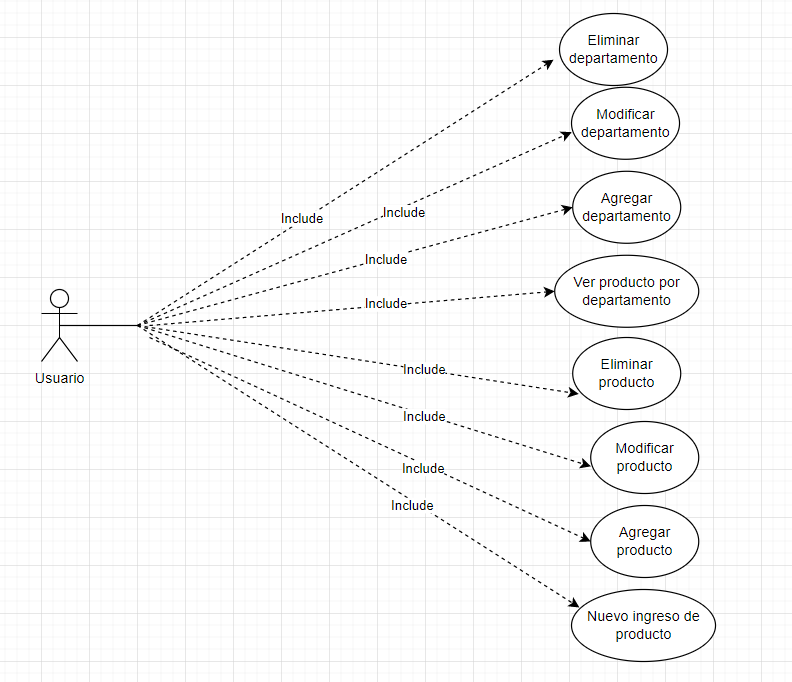 Eliminar
departamento
Modificar
departamento
Agregar
departamento
Ver producto por
departamento
Eliminar
producto
Modificar
producto
Agregar
producto
Nuevo ingreso de
producto
Include
Include
Include
Include
Include
Include
Include
Include
Usuario